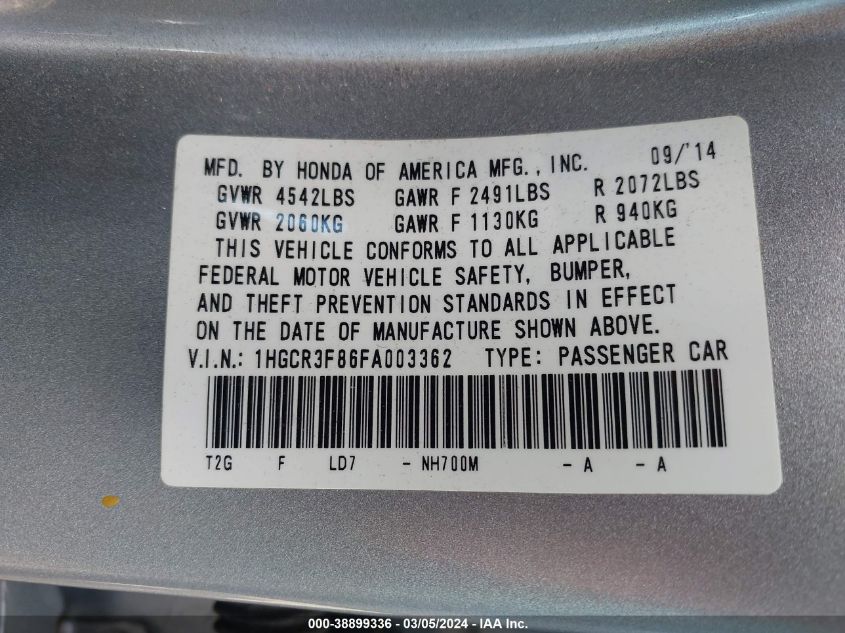 MFD. BY HONDA OF AMERICA MFG., INC. 09/'14
GVWR 4542LBS GAWR F 2491LBS R 2072LBS
GVWR 2060KG GAWR F 1130KG R 940KG
THIS VEHICLE CONFORMS TO ALL APPLICABLE
FEDERAL MOTOR VEHICLE SAFETY, BUMPER,
AND THEFT PREVENTION STANDARDS IN EFFECT
ON THE DATE OF MANUFACTURE SHOWN ABOVE.
V.I.N.: 1HGCR3F86FA003362 TYPE: PASSENGER CAR
T2G F LD7 - NH700M - A - A
000-38899336 - 03/05/2024 - IAA Inc.